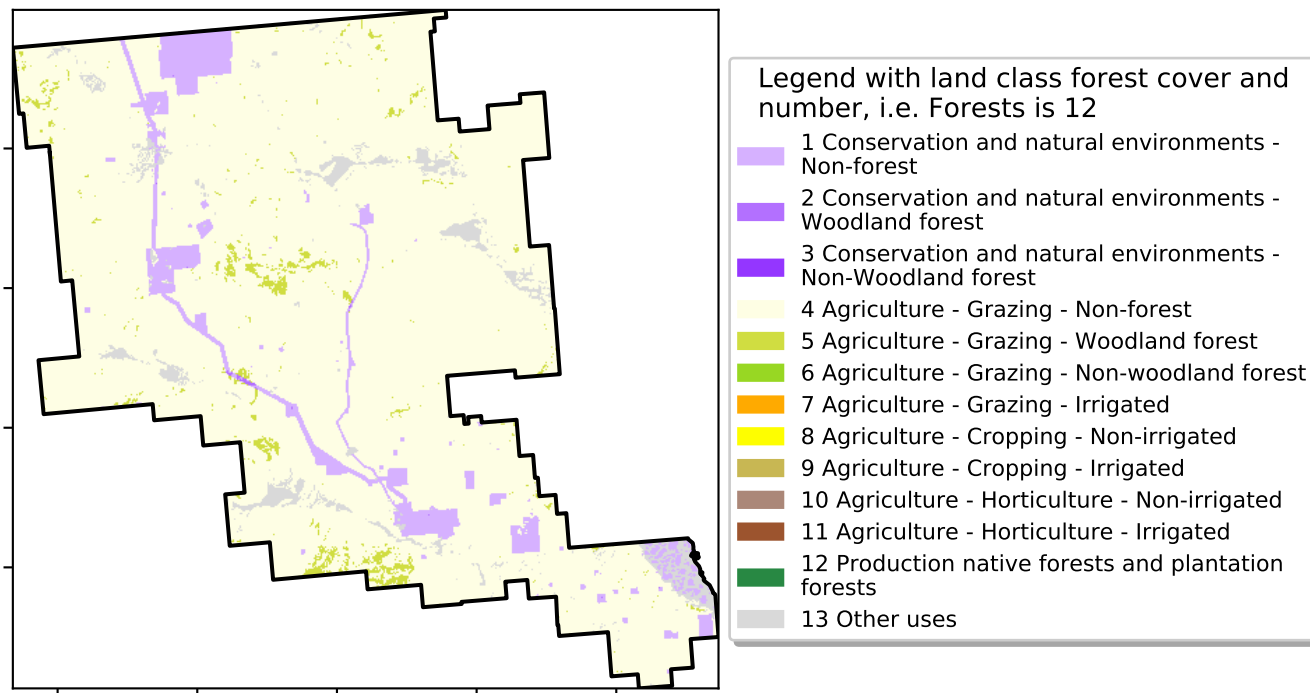 Legend with land class forest cover and
number, i.e. Forests is 12
1 Conservation and natural environments -
Non-forest
2 Conservation and natural environments -
Woodland forest
3 Conservation and natural environments -
Non-Woodland forest
4 Agriculture - Grazing - Non-forest
5 Agriculture - Grazing - Woodland forest
6 Agriculture - Grazing - Non-woodland forest
7 Agriculture - Grazing - Irrigated
8 Agriculture - Cropping - Non-irrigated
9 Agriculture - Cropping - Irrigated
10 Agriculture - Horticulture - Non-irrigated
11 Agriculture - Horticulture - Irrigated
12 Production native forests and plantation
forests
13 Other uses